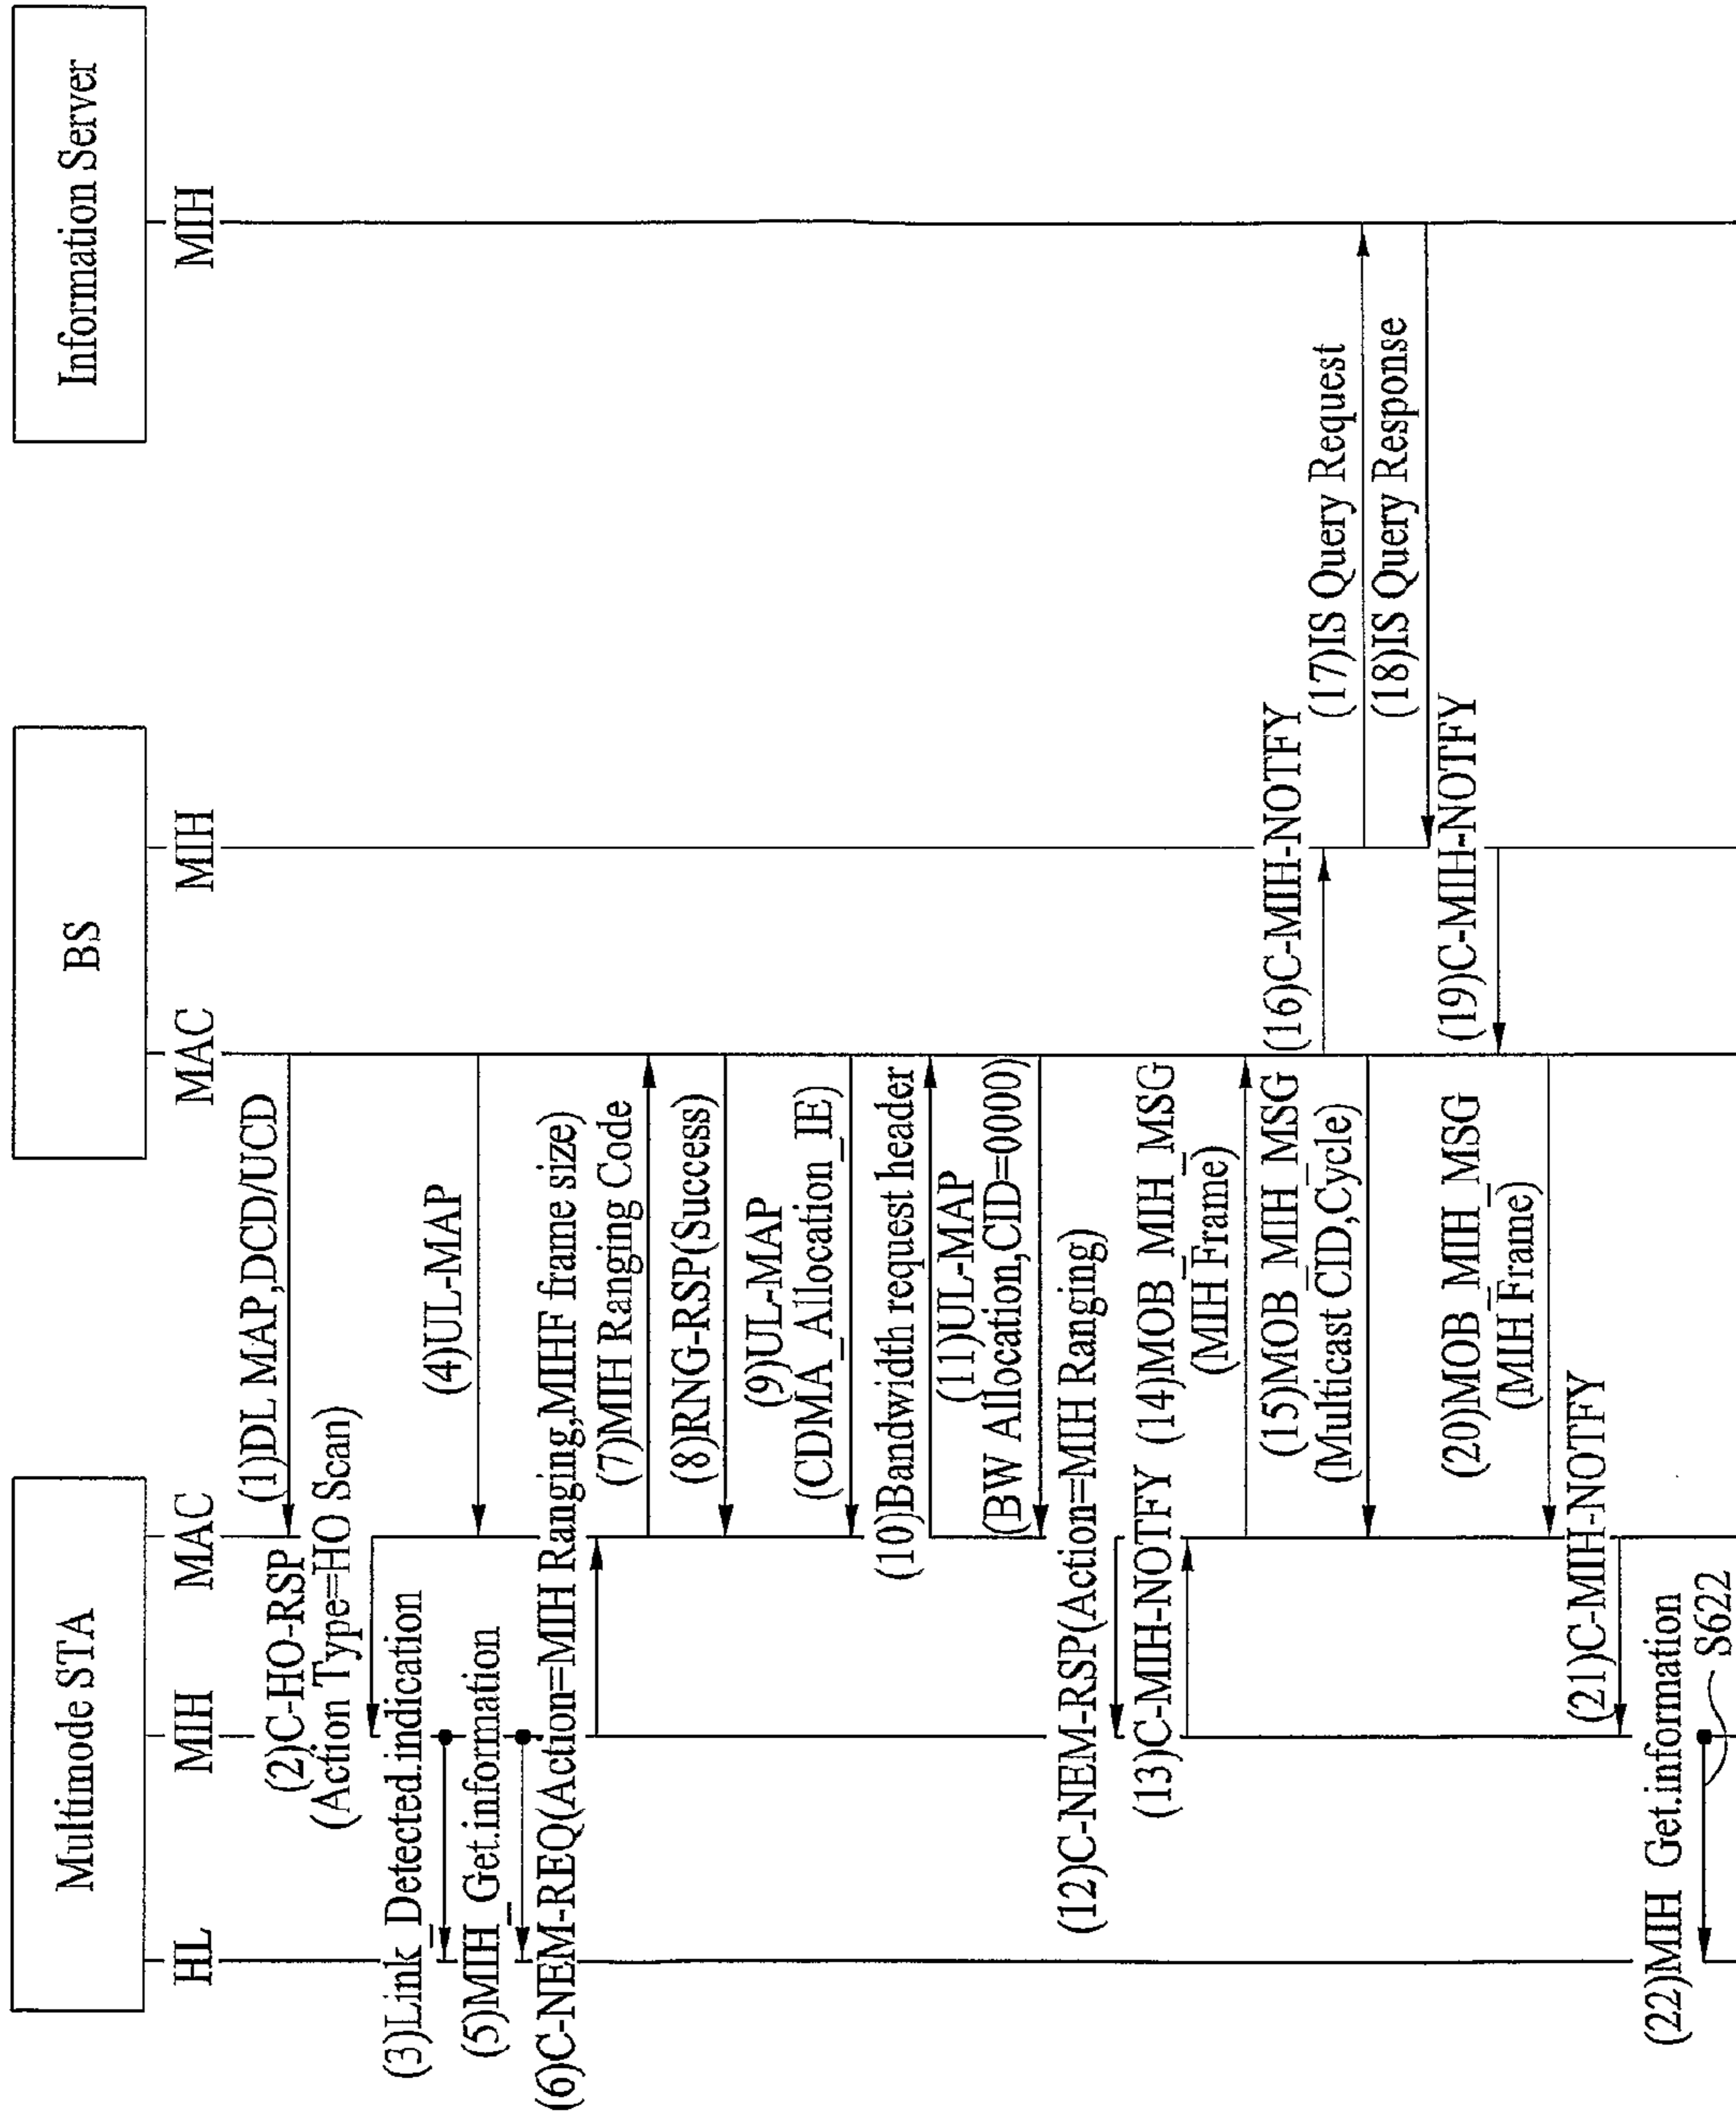 Multimode STA
BS
Information Server
HL
MIH
MAC
MAC
MIH
MIH
(1)DL MAP,DCD/UCD
(2)C-HO-RSP
(Action Type=HO Scan)
(3)Link_Detected.indication
(4)UL-MAP
(5)MIH_Get.information
(6)C-NEM-REQ(Action=MIH Ranging,MIHF frame size)
(7)MIH Ranging Code
(8)RNG-RSP(Success)
(9)UL-MAP
(CDMA_Allocation_IE)
(10)Bandwidth request header
(11)UL-MAP
(BW Allocation,CID=0000)
(12)C-NEM-RSP(Action=MIH Ranging)
(13)C-MIH-NOTFY
(14)MOB_MIH_MSG
(MIH Frame)
(15)MOB_MIH_MSG
(Multicast CID,Cycle)
(16)C-MIH-NOTFY
(17)IS Query Request
(18)IS Query Response
(19)C-MIH-NOTFY
(20)MOB_MIH_MSG
(MIH Frame)
(21)C-MIH-NOTFY
(22)MIH_Get.information
S622